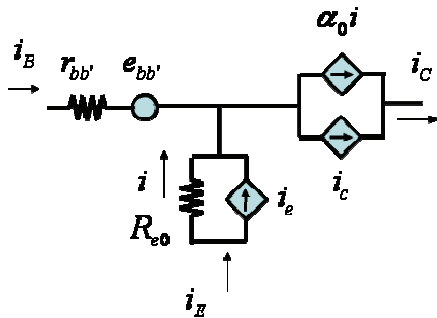 α₀i
i_B
r_bb'
e_bb'
i_C
i
R_e0
i_e
i_c
i_E